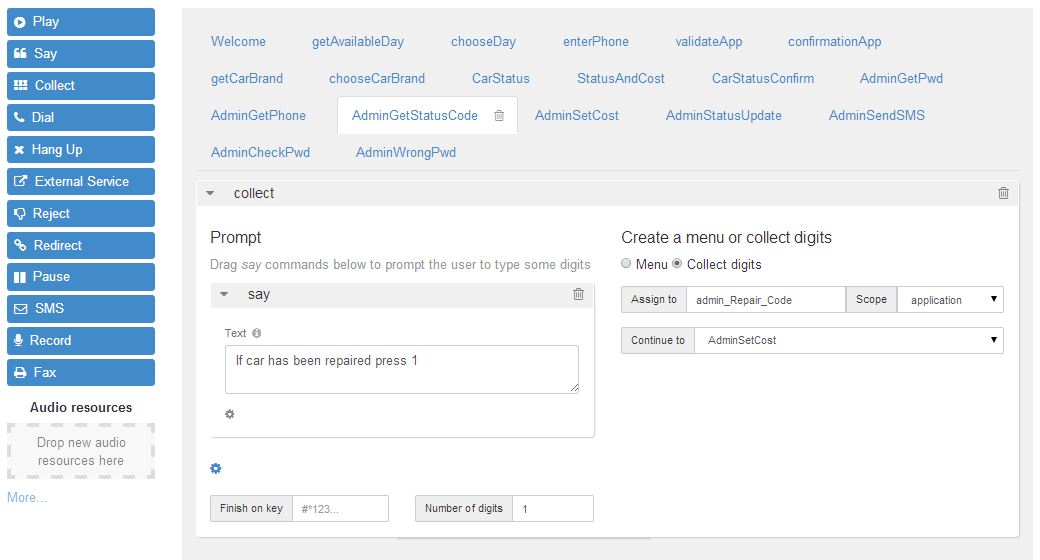 Play
Say
Collect
Dial
Hang Up
External Service
Reject
Redirect
Pause
SMS
Record
Fax
Audio resources
Drop new audio
resources here
More...
Welcome getAvailableDay chooseDay enterPhone validateApp confirmationApp
getCarBrand chooseCarBrand CarStatus StatusAndCost CarStatusConfirm AdminGetPwd
AdminGetPhone AdminGetStatusCode AdminSetCost AdminStatusUpdate AdminSendSMS
AdminCheckPwd AdminWrongPwd
collect
Prompt
Drag say commands below to prompt the user to type some digits
say
Text
If car has been repaired press 1
Finish on key #*123... Number of digits 1
Create a menu or collect digits
Menu Collect digits
Assign to admin_Repair_Code Scope application
Continue to AdminSetCost